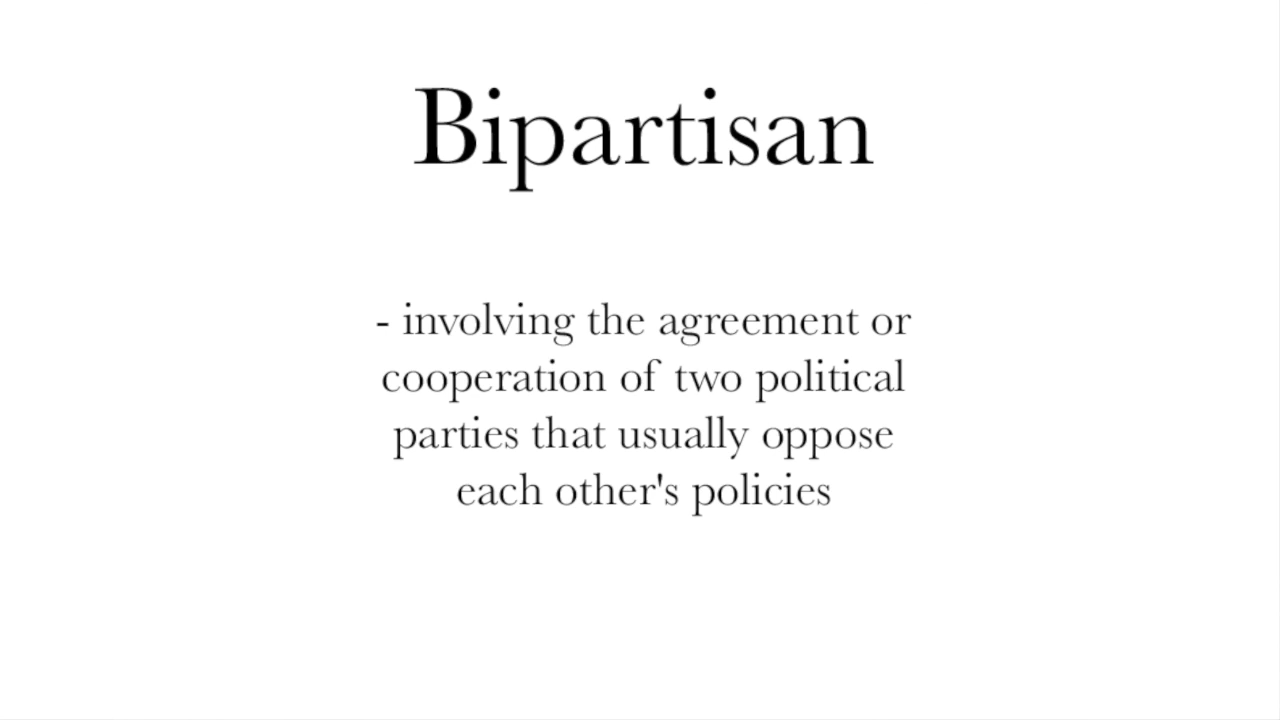 Bipartisan
- involving the agreement or
cooperation of two political
parties that usually oppose
each other's policies